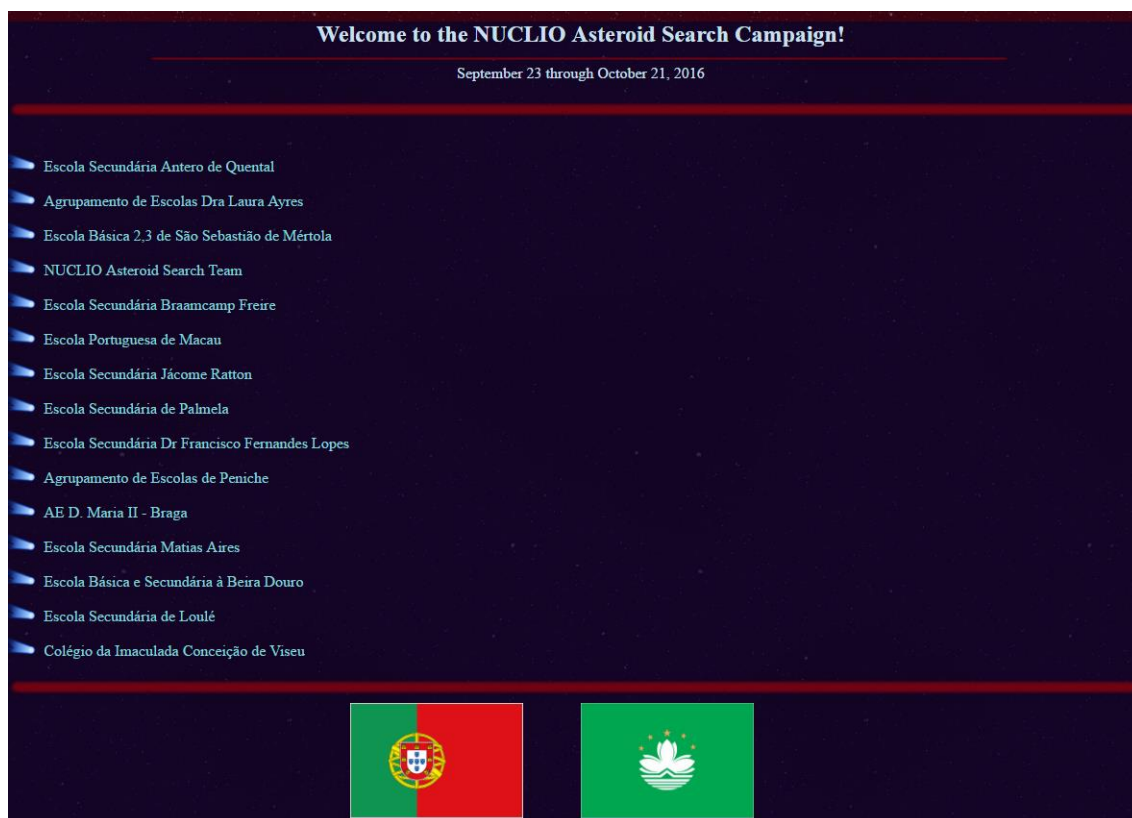 Welcome to the NUCLIO Asteroid Search Campaign!
September 23 through October 21, 2016
Escola Secundária Antero de Quental
Agrupamento de Escolas Dra Laura Ayres
Escola Básica 2,3 de São Sebastião de Mértola
NUCLIO Asteroid Search Team
Escola Secundária Braamcamp Freire
Escola Portuguesa de Macau
Escola Secundária Jácome Ratton
Escola Secundária de Palmela
Escola Secundária Dr Francisco Fernandes Lopes
Agrupamento de Escolas de Peniche
AE D. Maria II - Braga
Escola Secundária Matias Aires
Escola Básica e Secundária à Beira Douro
Escola Secundária de Loulé
Colégio da Imaculada Conceição de Viseu